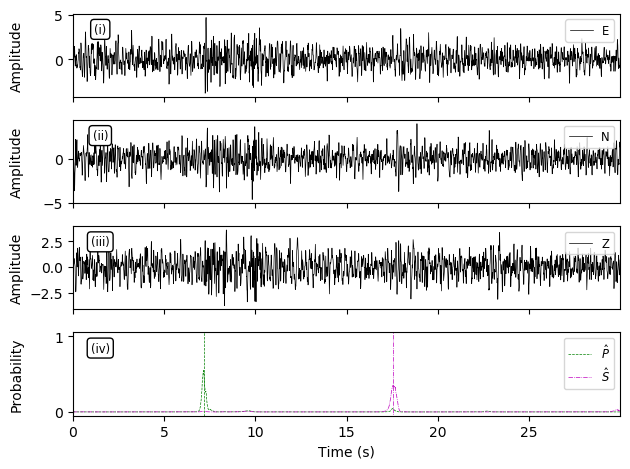 5
(i)
E
0
Amplitude
(ii)
N
0
Amplitude
−5
(iii)
Z
2.5
0.0
−2.5
Amplitude
1
(iv)
P̂
Ŝ
Probability
0
0 5 10 15 20 25
Time (s)